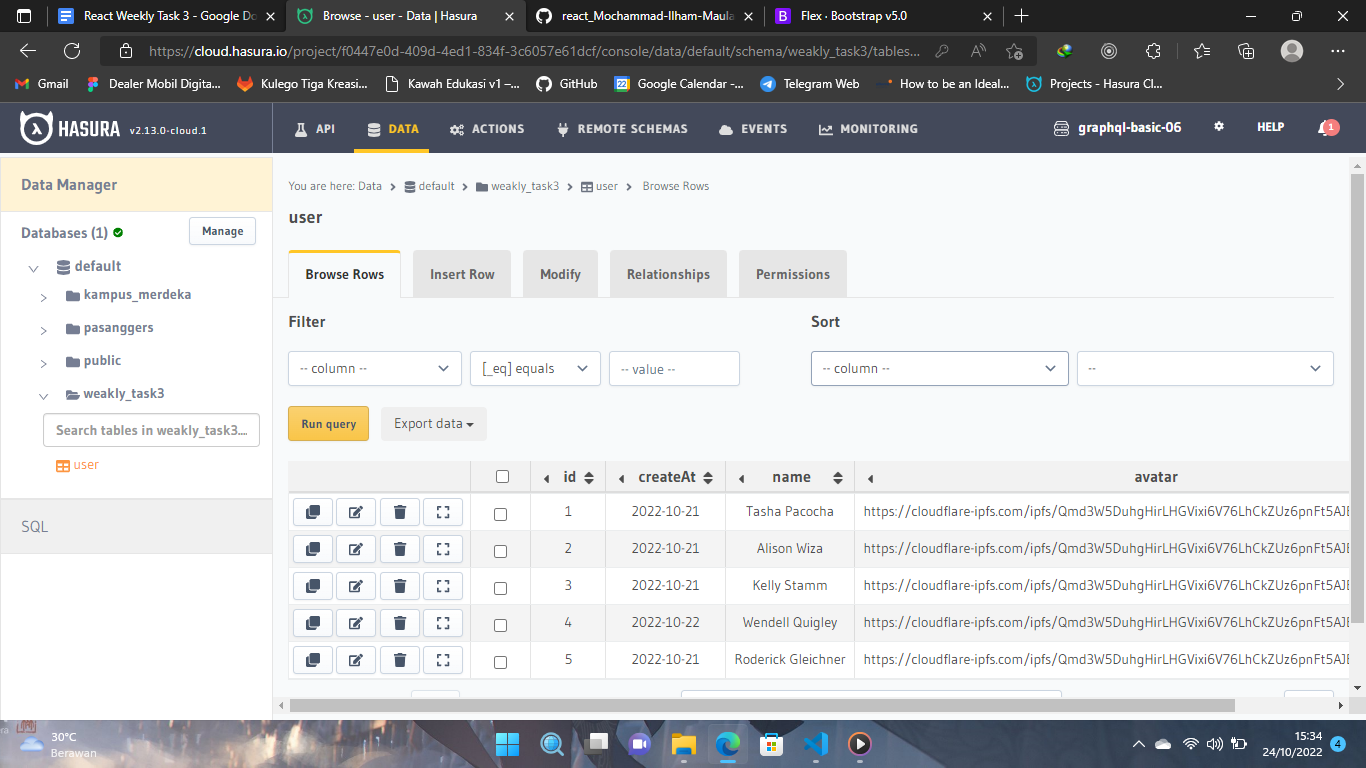 React Weekly Task 3 - Google Do
Browse - user - Data | Hasura
react_Mochammad-Ilham-Maula
Flex · Bootstrap v5.0
https://cloud.hasura.io/project/f0447e0d-409d-4ed1-834f-3c6057e61dcf/console/data/default/schema/weakly_task3/tables...
Gmail
Dealer Mobil Digita...
Kulego Tiga Kreasi...
Kawah Edukasi v1 –...
GitHub
Google Calendar -...
Telegram Web
How to be an Ideal...
Projects - Hasura Cl...
HASURA v2.13.0-cloud.1
API
DATA
ACTIONS
REMOTE SCHEMAS
EVENTS
MONITORING
graphql-basic-06
HELP
1
Data Manager
Databases (1)
Manage
default
kampus_merdeka
pasanggers
public
weakly_task3
Search tables in weakly_task3....
user
SQL
You are here: Data > default > weakly_task3 > user > Browse Rows
user
Browse Rows
Insert Row
Modify
Relationships
Permissions
Filter
Sort
-- column --
[_eq] equals
-- value --
-- column --
--
Run query
Export data
id createAt name avatar
1 2022-10-21 Tasha Pacocha https://cloudflare-ipfs.com/ipfs/Qmd3W5DuhgHirLHGVixi6V76LhCkZUz6pnFt5AJE
2 2022-10-21 Alison Wiza https://cloudflare-ipfs.com/ipfs/Qmd3W5DuhgHirLHGVixi6V76LhCkZUz6pnFt5AJE
3 2022-10-21 Kelly Stamm https://cloudflare-ipfs.com/ipfs/Qmd3W5DuhgHirLHGVixi6V76LhCkZUz6pnFt5AJE
4 2022-10-22 Wendell Quigley https://cloudflare-ipfs.com/ipfs/Qmd3W5DuhgHirLHGVixi6V76LhCkZUz6pnFt5AJE
5 2022-10-21 Roderick Gleichner https://cloudflare-ipfs.com/ipfs/Qmd3W5DuhgHirLHGVixi6V76LhCkZUz6pnFt5AJE
30°C
Berawan
15:34
24/10/2022
4